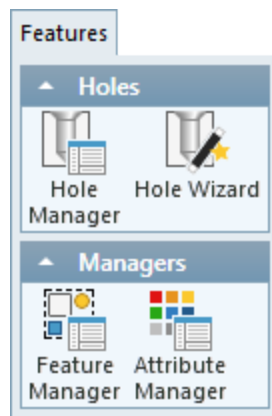 Features
Holes
Hole Hole Wizard
Manager
Managers
Feature Attribute
Manager Manager